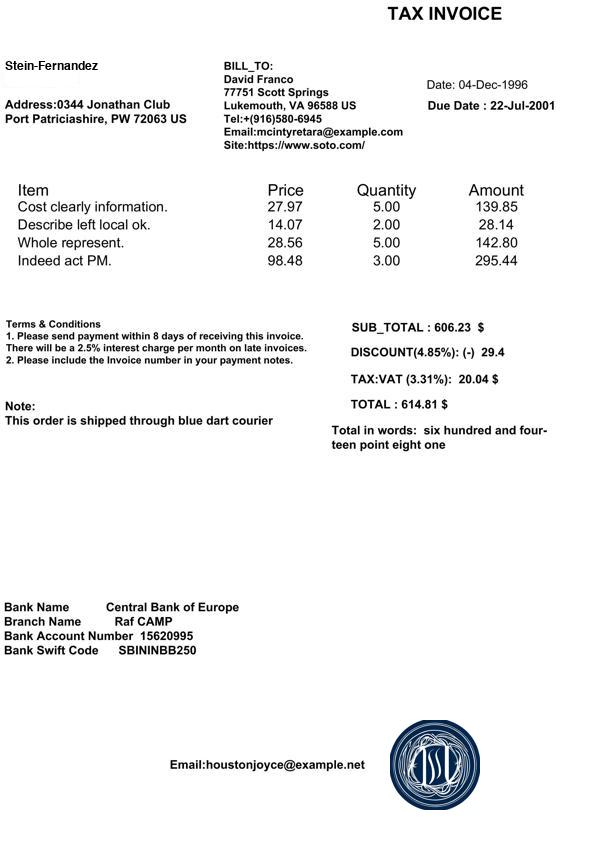 TAX INVOICE
Stein-Fernandez
Address:0344 Jonathan Club
Port Patriciashire, PW 72063 US
BILL_TO:
David Franco
77751 Scott Springs
Lukemouth, VA 96588 US
Tel:+(916)580-6945
Email:mcintyretara@example.com
Site:https://www.soto.com/
Date: 04-Dec-1996
Due Date : 22-Jul-2001
Item Price Quantity Amount
Cost clearly information. 27.97 5.00 139.85
Describe left local ok. 14.07 2.00 28.14
Whole represent. 28.56 5.00 142.80
Indeed act PM. 98.48 3.00 295.44
Terms & Conditions
1. Please send payment within 8 days of receiving this invoice.
There will be a 2.5% interest charge per month on late invoices.
2. Please include the Invoice number in your payment notes.
Note:
This order is shipped through blue dart courier
SUB_TOTAL : 606.23 $
DISCOUNT(4.85%): (-) 29.4
TAX:VAT (3.31%): 20.04 $
TOTAL : 614.81 $
Total in words: six hundred and four-
teen point eight one
Bank Name Central Bank of Europe
Branch Name Raf CAMP
Bank Account Number 15620995
Bank Swift Code SBININBB250
Email:houstonjoyce@example.net